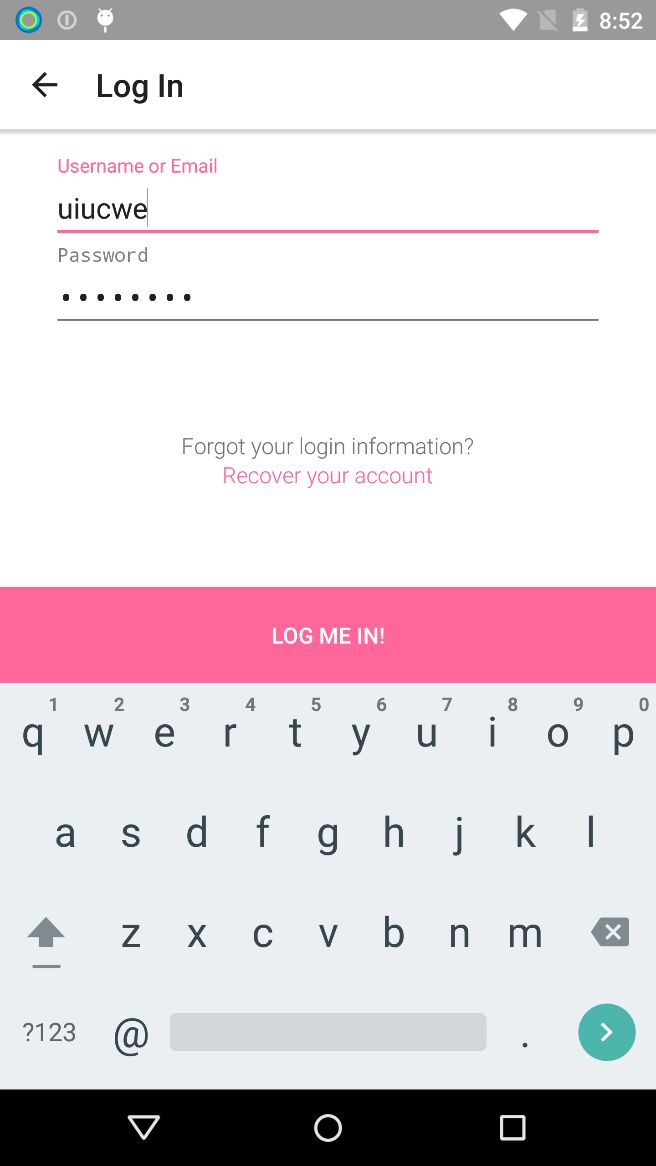 8:52
Log In
Username or Email
uiucwe
Password
••••••••
Forgot your login information?
Recover your account
LOG ME IN!
1 2 3 4 5 6 7 8 9 0
q w e r t y u i o p
a s d f g h j k l
z x c v b n m
?123 @ .